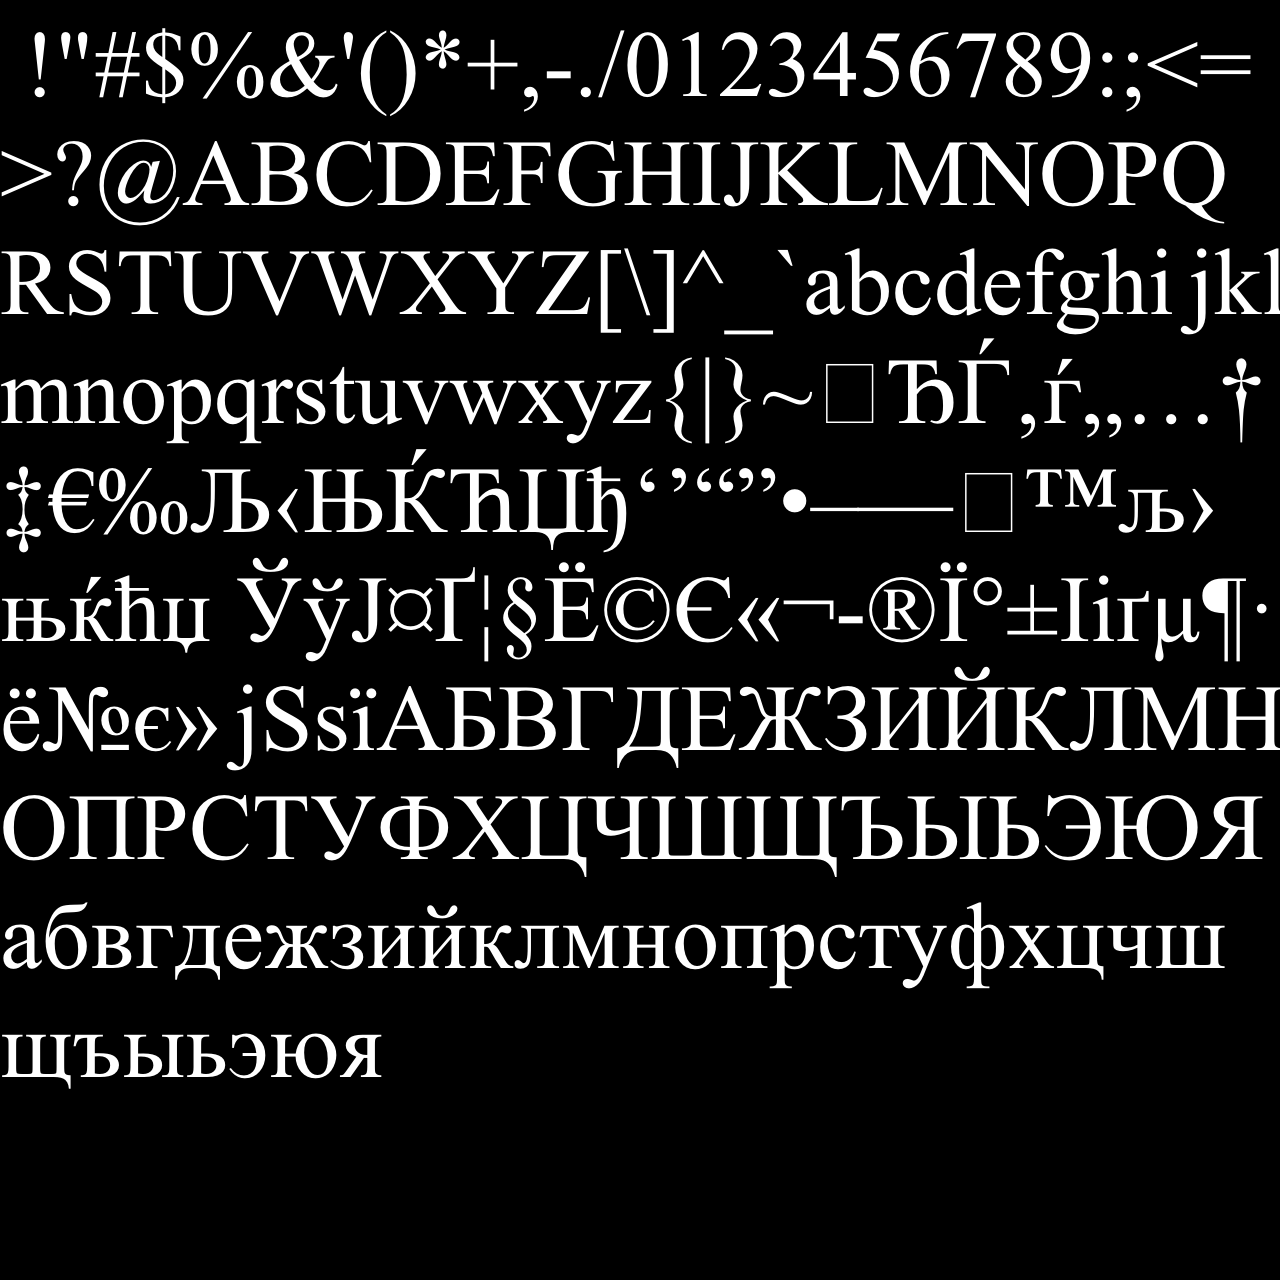 !"#$%&'()*+,-./0123456789:;<=
>?@ABCDEFGHIJKLMNOPQ
RSTUVWXYZ[\]^_`abcdefghijkl
mnopqrstuvwxyz{|}~□ЂЃ‚ѓ„…†
‡€‰Љ‹ЊЌЋЏђ‘’“”•–—□™љ›
њќћџ ЎўЈ¤Ґ¦§Ё©Є«¬-®Ї°±Ііґµ¶·
ё№є»јЅѕїАБВГДЕЖЗИЙКЛМН
ОПРСТУФХЦЧШЩЪЫЬЭЮЯ
абвгдежзийклмнопрстуфхцчш
щъыьэюя